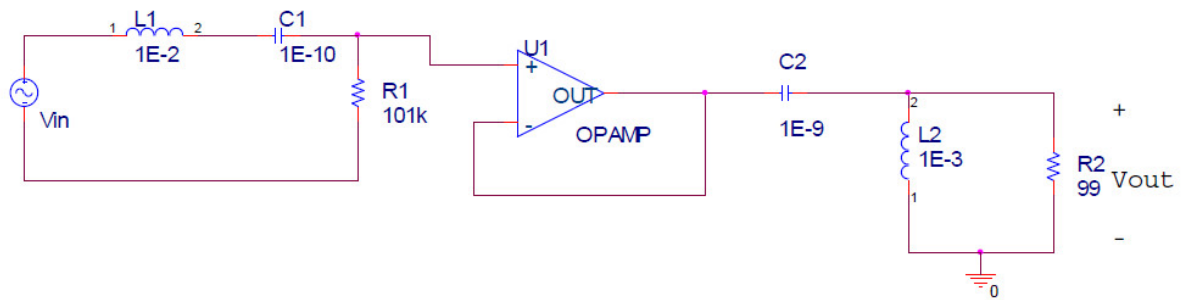 L1
1
2
1E-2
C1
1E-10
Vin
R1
101k
U1
+
OUT
-
OPAMP
C2
1E-9
2
L2
1E-3
1
R2
99
+
Vout
-
0